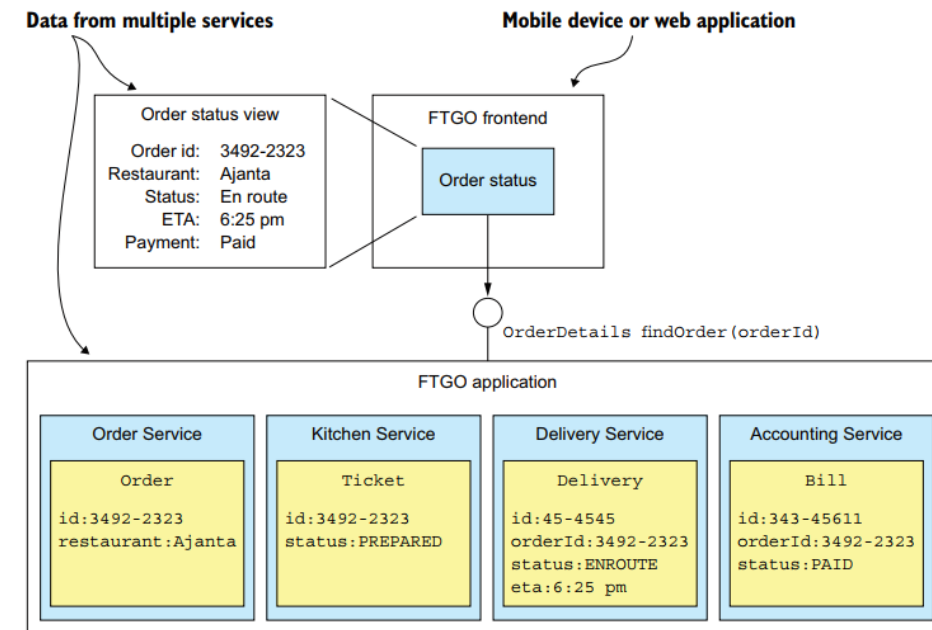 Data from multiple services
Mobile device or web application
Order status view
Order id: 3492-2323
Restaurant: Ajanta
Status: En route
ETA: 6:25 pm
Payment: Paid
FTGO frontend
Order status
OrderDetails findOrder(orderId)
FTGO application
Order Service
Order
id:3492-2323
restaurant:Ajanta
Kitchen Service
Ticket
id:3492-2323
status:PREPARED
Delivery Service
Delivery
id:45-4545
orderId:3492-2323
status:ENROUTE
eta:6:25 pm
Accounting Service
Bill
id:343-45611
orderId:3492-2323
status:PAID